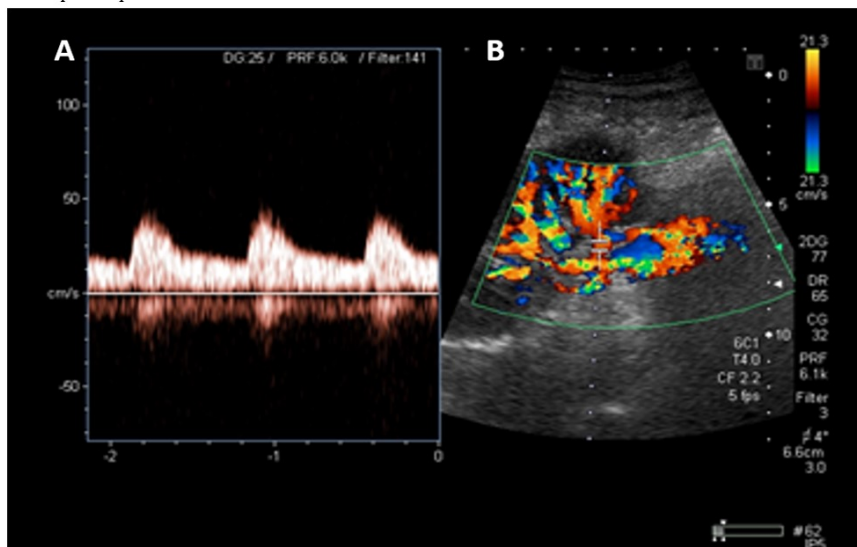 A
DG:25 / PRF:6.0k / Filter:141
100
50
cm/s
-50
-2
-1
0
B
21.3
21.3
cm/s
0
5
10
2DG
77
DR
65
CG
32
PRF
6.1k
Filter
3
4°
6.6cm
3.0
6C1
T4.0
CF 2.2
5 fps
#62